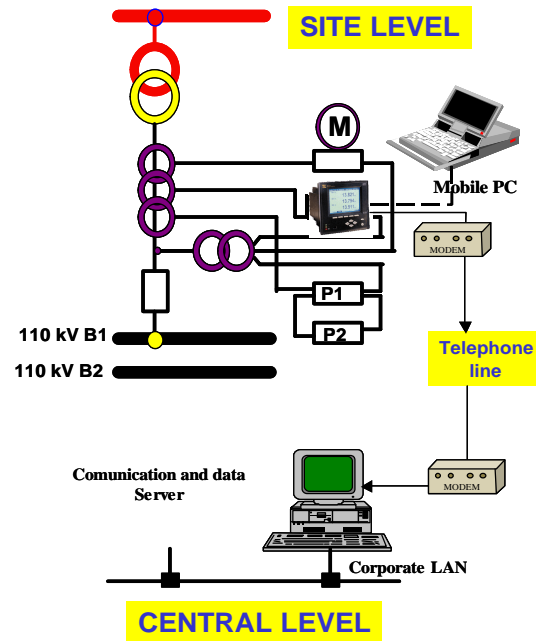 SITE LEVEL
M
Mobile PC
MODEM
P1
P2
110 kV B1
110 kV B2
Telephone
line
MODEM
Comunication and data
Server
Corporate LAN
CENTRAL LEVEL